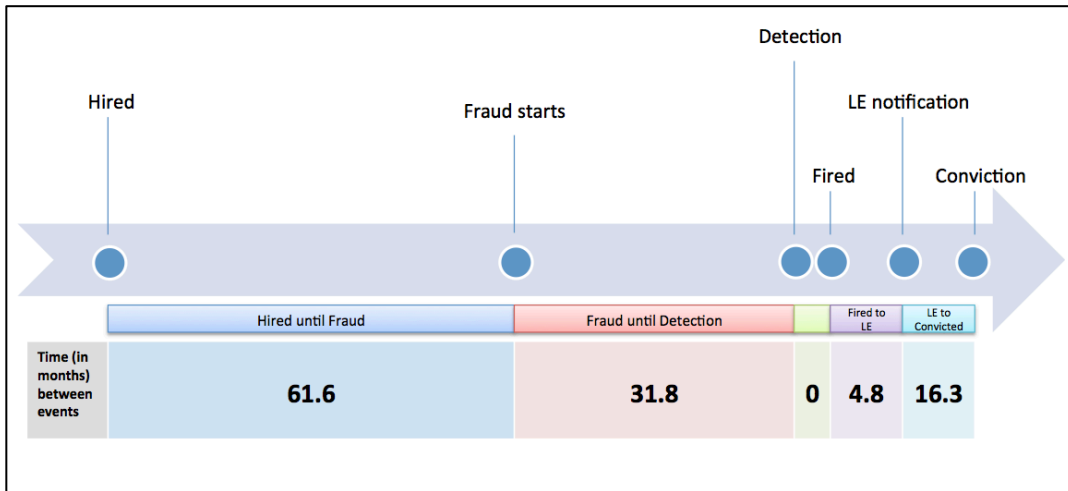 Detection
Hired
Fraud starts
LE notification
Fired
Conviction
Hired until Fraud
Fraud until Detection
Fired to
LE
LE to
Convicted
Time (in
months)
between
events
61.6
31.8
0
4.8
16.3